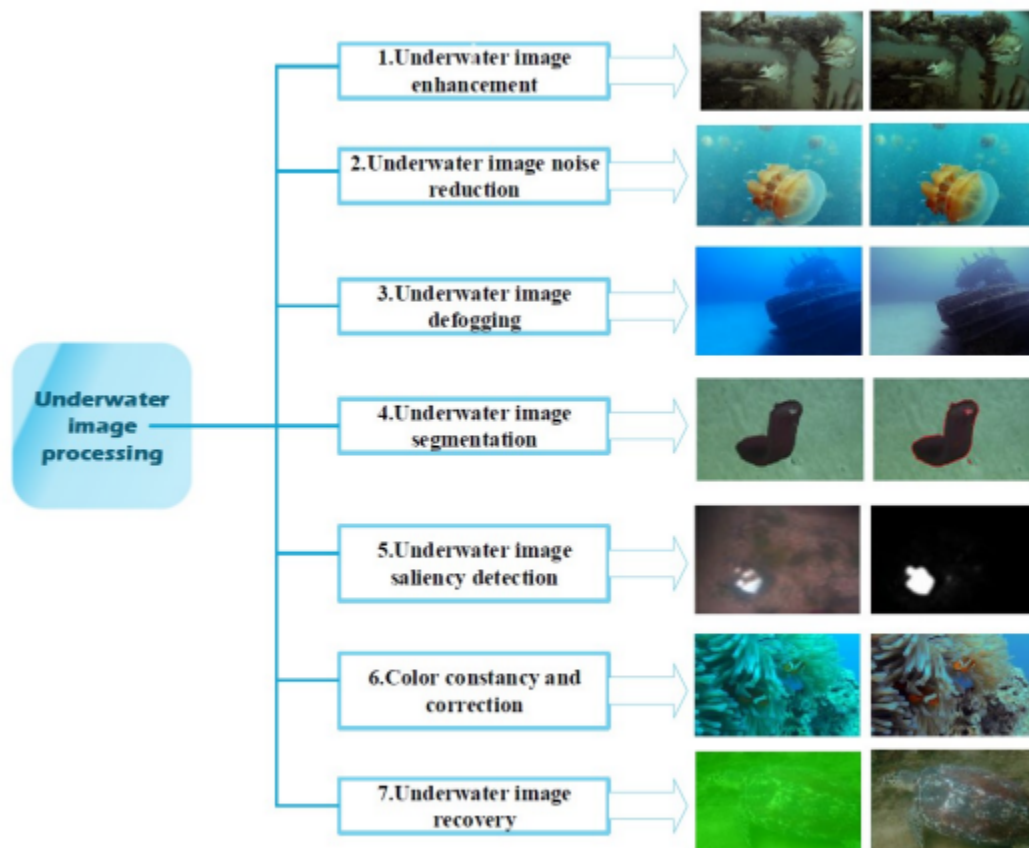 Underwater
image
processing
1.Underwater image
enhancement
2.Underwater image noise
reduction
3.Underwater image
defogging
4.Underwater image
segmentation
5.Underwater image
saliency detection
6.Color constancy and
correction
7.Underwater image
recovery